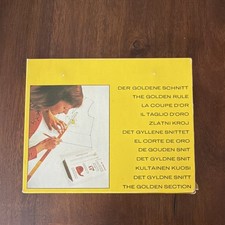 DER GOLDENE SCHNITT
THE GOLDEN RULE
LA COUPE D'OR
IL TAGLIO D'ORO
ZLATNI KROJ
DET GYLLENE SNITTET
EL CORTE DE ORO
DE GOUDEN SNIT
DET GYLDNE SNIT
KULTAINEN KUOSI
DET GYLDNE SNITT
THE GOLDEN SECTION